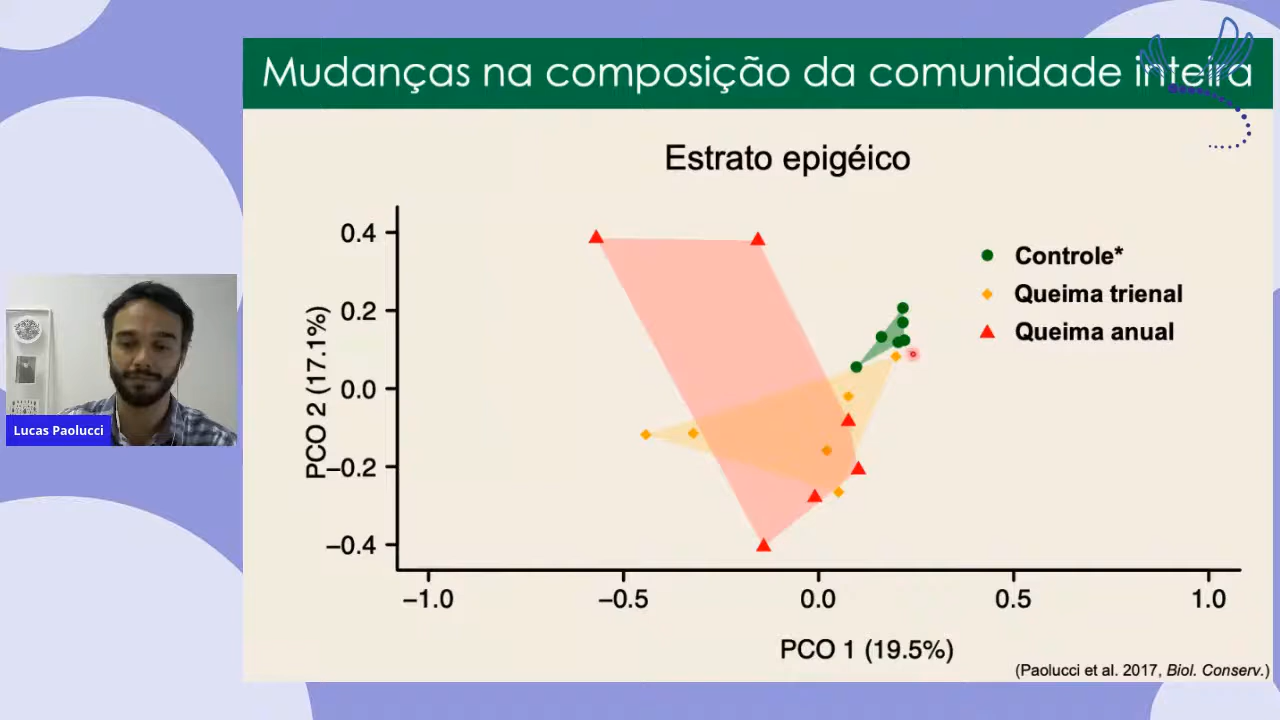 Mudanças na composição da comunidade inteira
Estrato epigéico
0.4
0.2
0.0
−0.2
−0.4
PCO 2 (17.1%)
Controle*
Queima trienal
Queima anual
Lucas Paolucci
−1.0
−0.5
0.0
0.5
1.0
PCO 1 (19.5%)
(Paolucci et al. 2017, Biol. Conserv.)